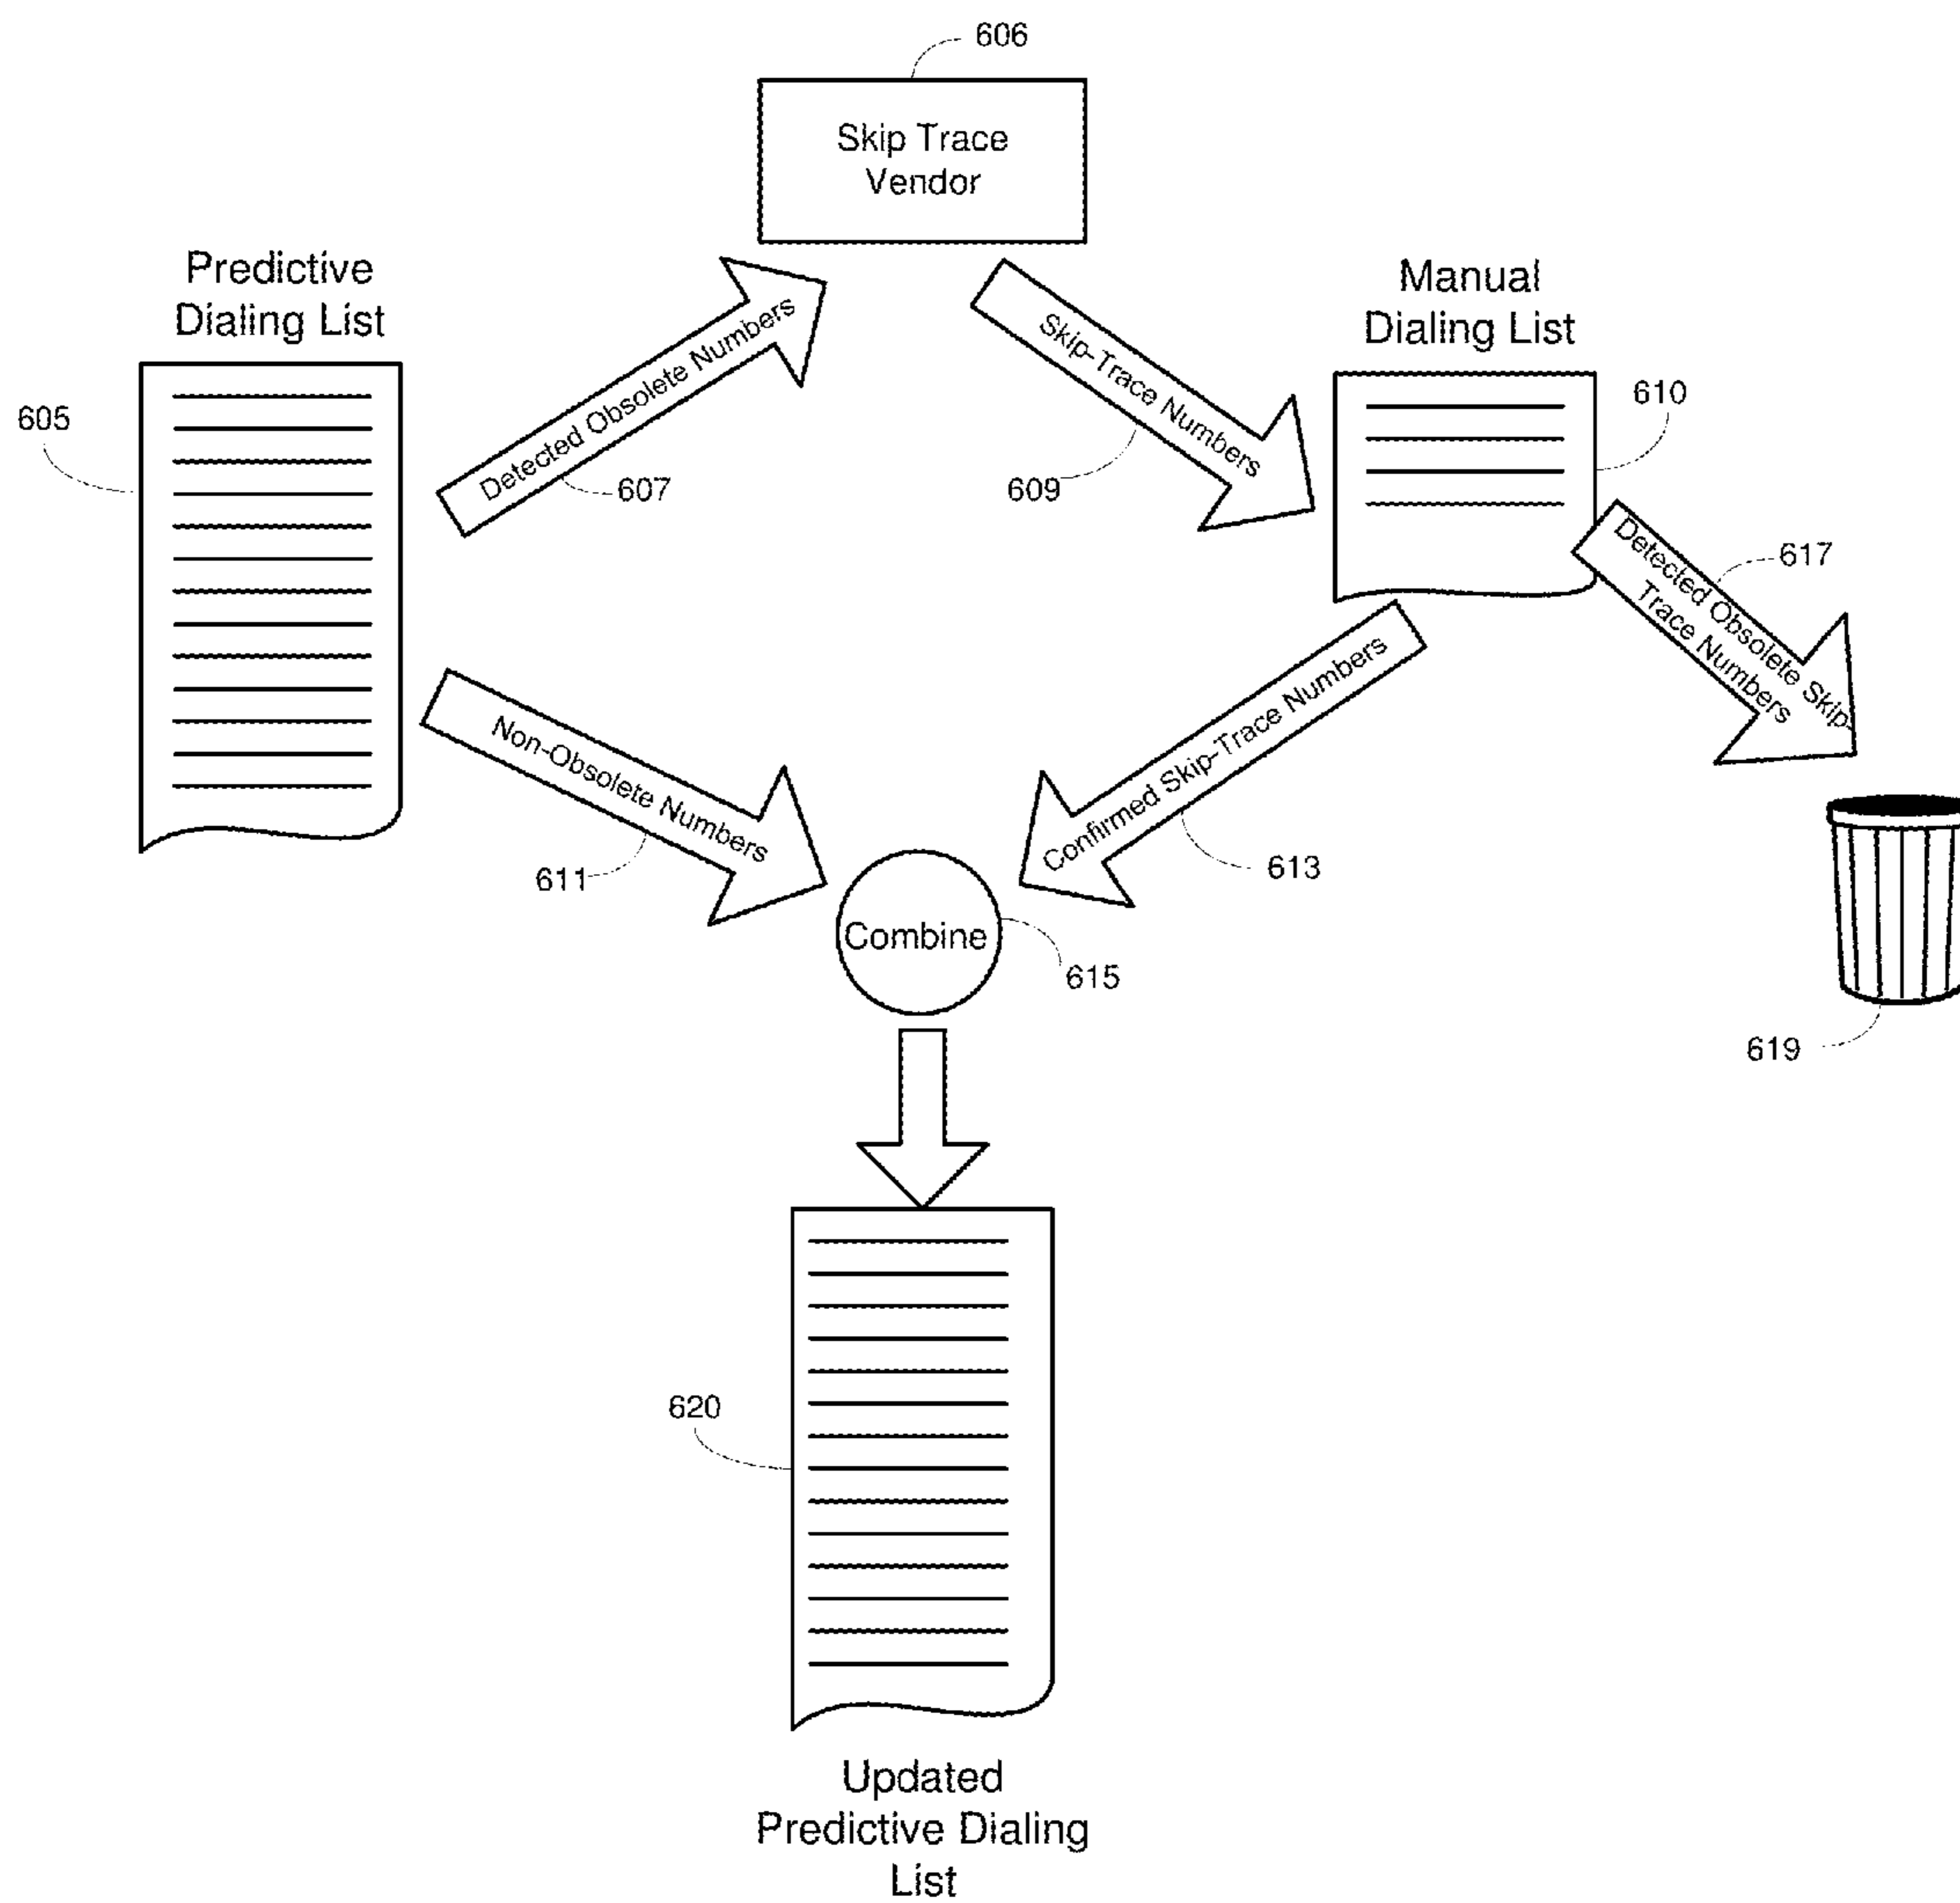 606
Skip Trace
Vendor
Predictive
Dialing List
Manual
Dialing List
605
Detected Obsolete Numbers
607
Skip-Trace Numbers
609
610
Detected Obsolete Skip-
Trace Numbers
617
Non-Obsolete Numbers
611
Confirmed Skip-Trace Numbers
613
Combine
615
619
620
Updated
Predictive Dialing
List